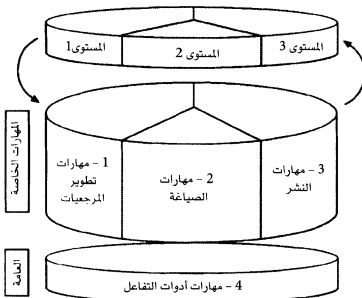 المستوى 3
المستوى 2
المستوى1
المهارات الخاصة
3 - مهارات
النشر
2 - مهارات
الصياغة
1 - مهارات
تطوير
المرجعيات
العامة
4 - مهارات أدوات التفاعل